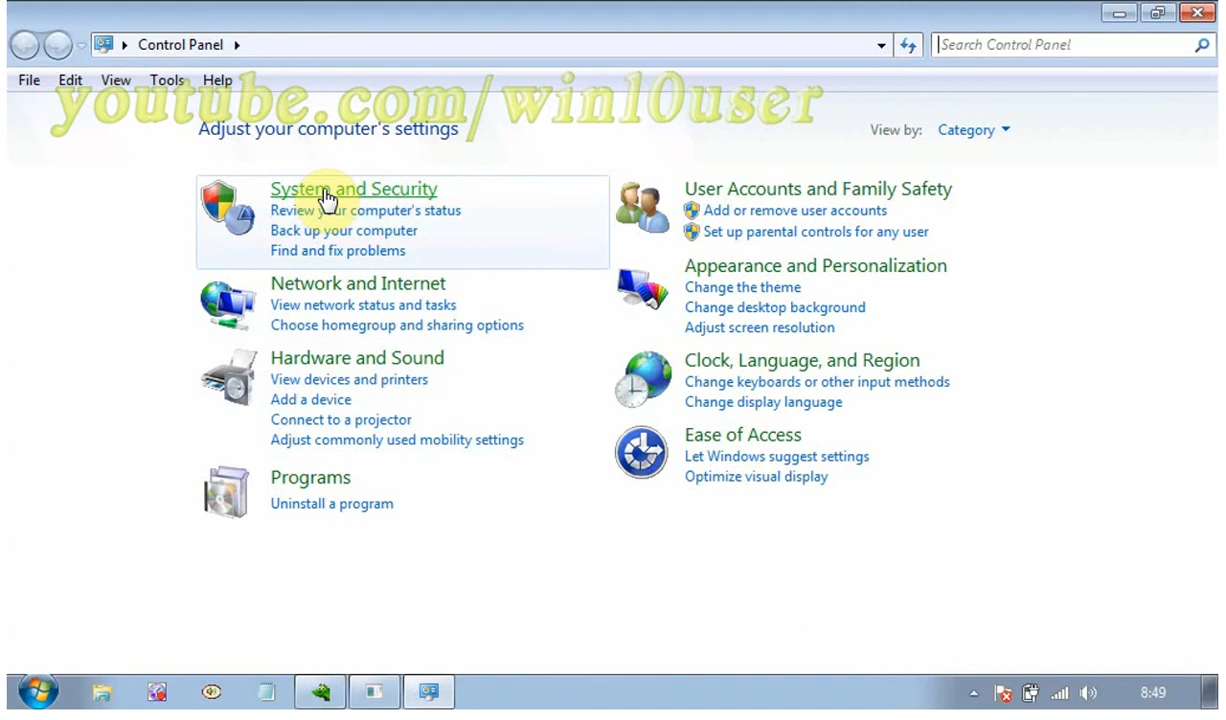 Control Panel
Search Control Panel
File Edit View Tools Help
youtube.com/win10user
Adjust your computer's settings
View by: Category
System and Security
Review your computer's status
Back up your computer
Find and fix problems
Network and Internet
View network status and tasks
Choose homegroup and sharing options
Hardware and Sound
View devices and printers
Add a device
Connect to a projector
Adjust commonly used mobility settings
Programs
Uninstall a program
User Accounts and Family Safety
Add or remove user accounts
Set up parental controls for any user
Appearance and Personalization
Change the theme
Change desktop background
Adjust screen resolution
Clock, Language, and Region
Change keyboards or other input methods
Change display language
Ease of Access
Let Windows suggest settings
Optimize visual display
8:49